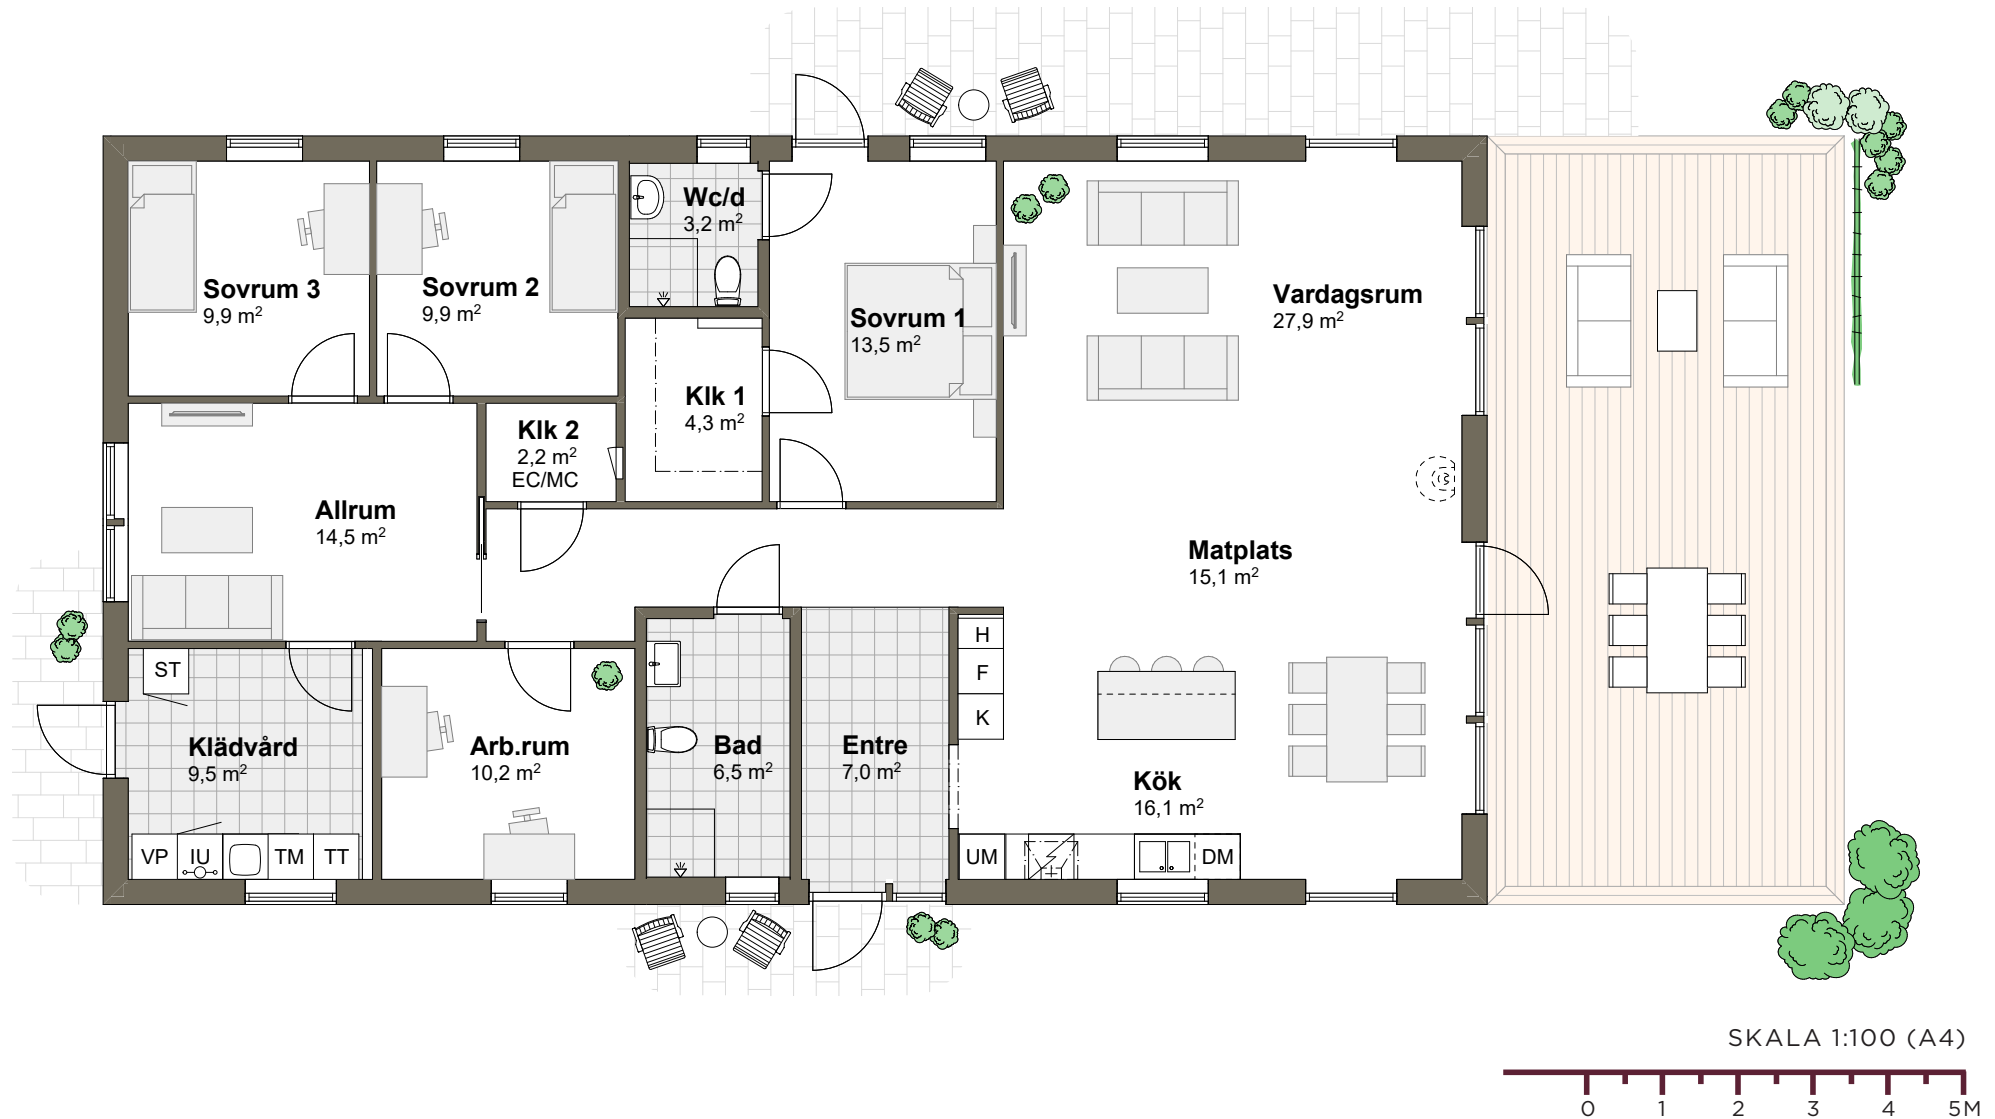 Sovrum 3
9,9 m²
Sovrum 2
9,9 m²
Wc/d
3,2 m²
Sovrum 1
13,5 m²
Vardagsrum
27,9 m²
Klk 1
4,3 m²
Klk 2
2,2 m²
EC/MC
Allrum
14,5 m²
Matplats
15,1 m²
ST
Klädvård
9,5 m²
VP IU TM TT
Arb.rum
10,2 m²
Bad
6,5 m²
Entre
7,0 m²
H
F
K
Kök
16,1 m²
UM DM
SKALA 1:100 (A4)
0 1 2 3 4 5M